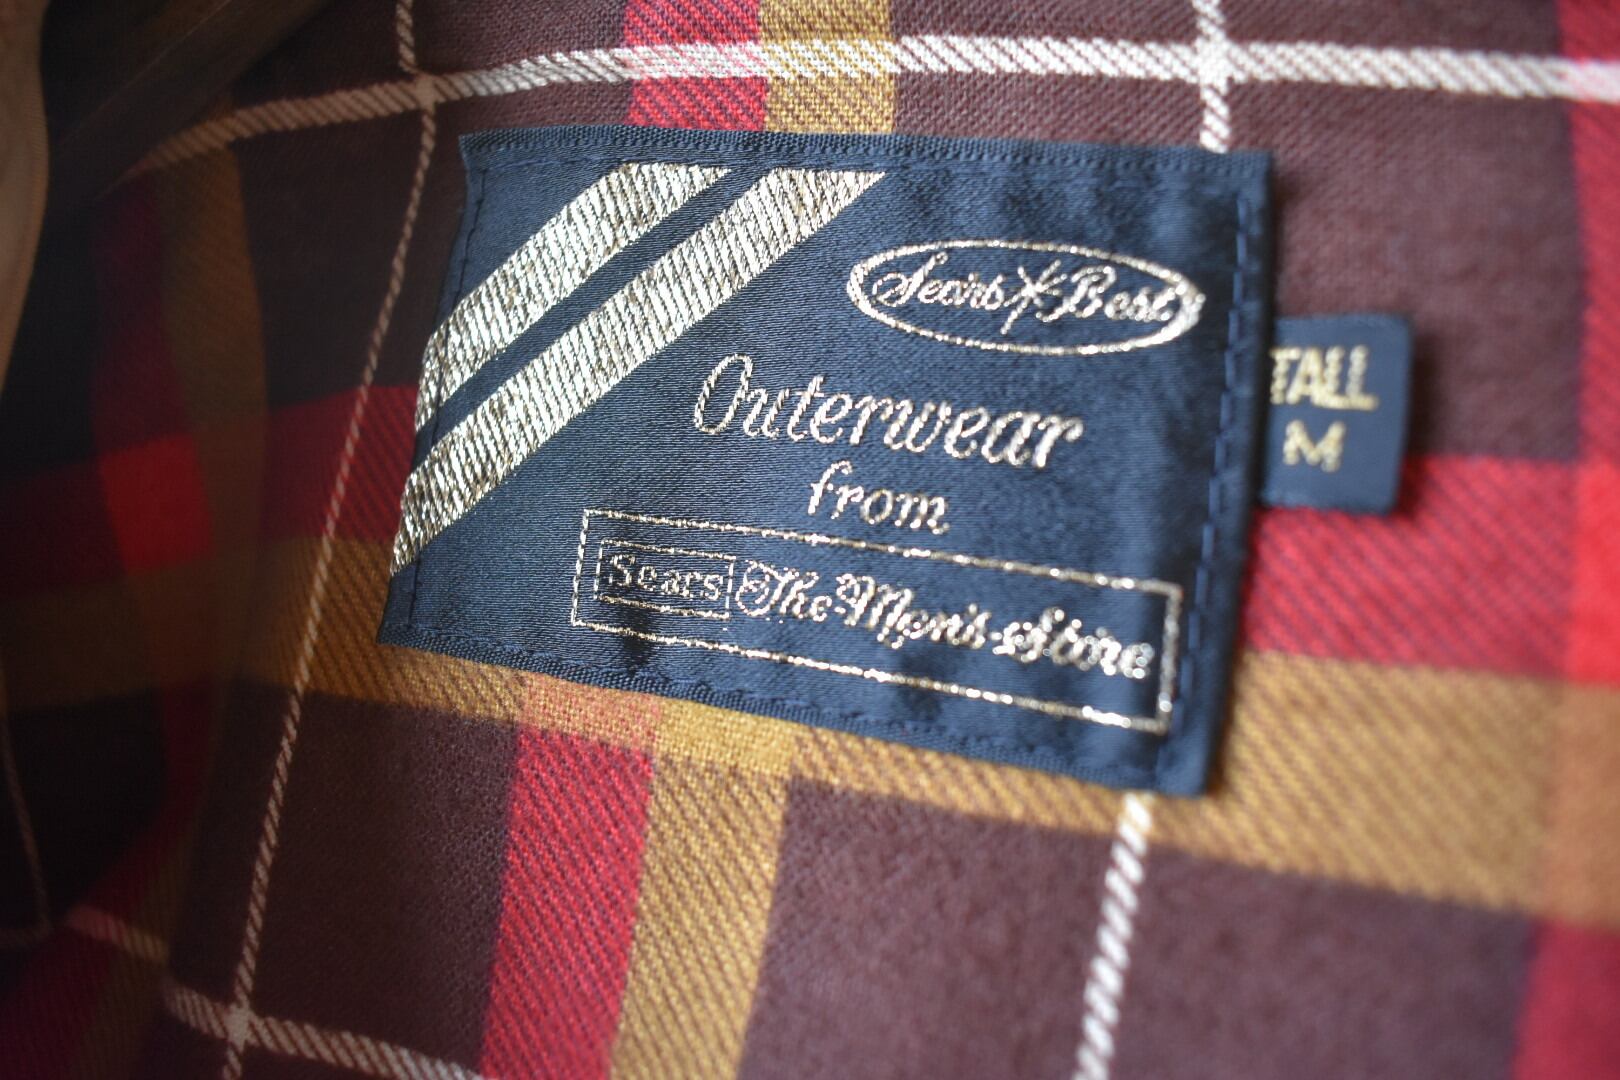 Sears*Best
Outerwear
from
Sears The Men's Store
TALL
M